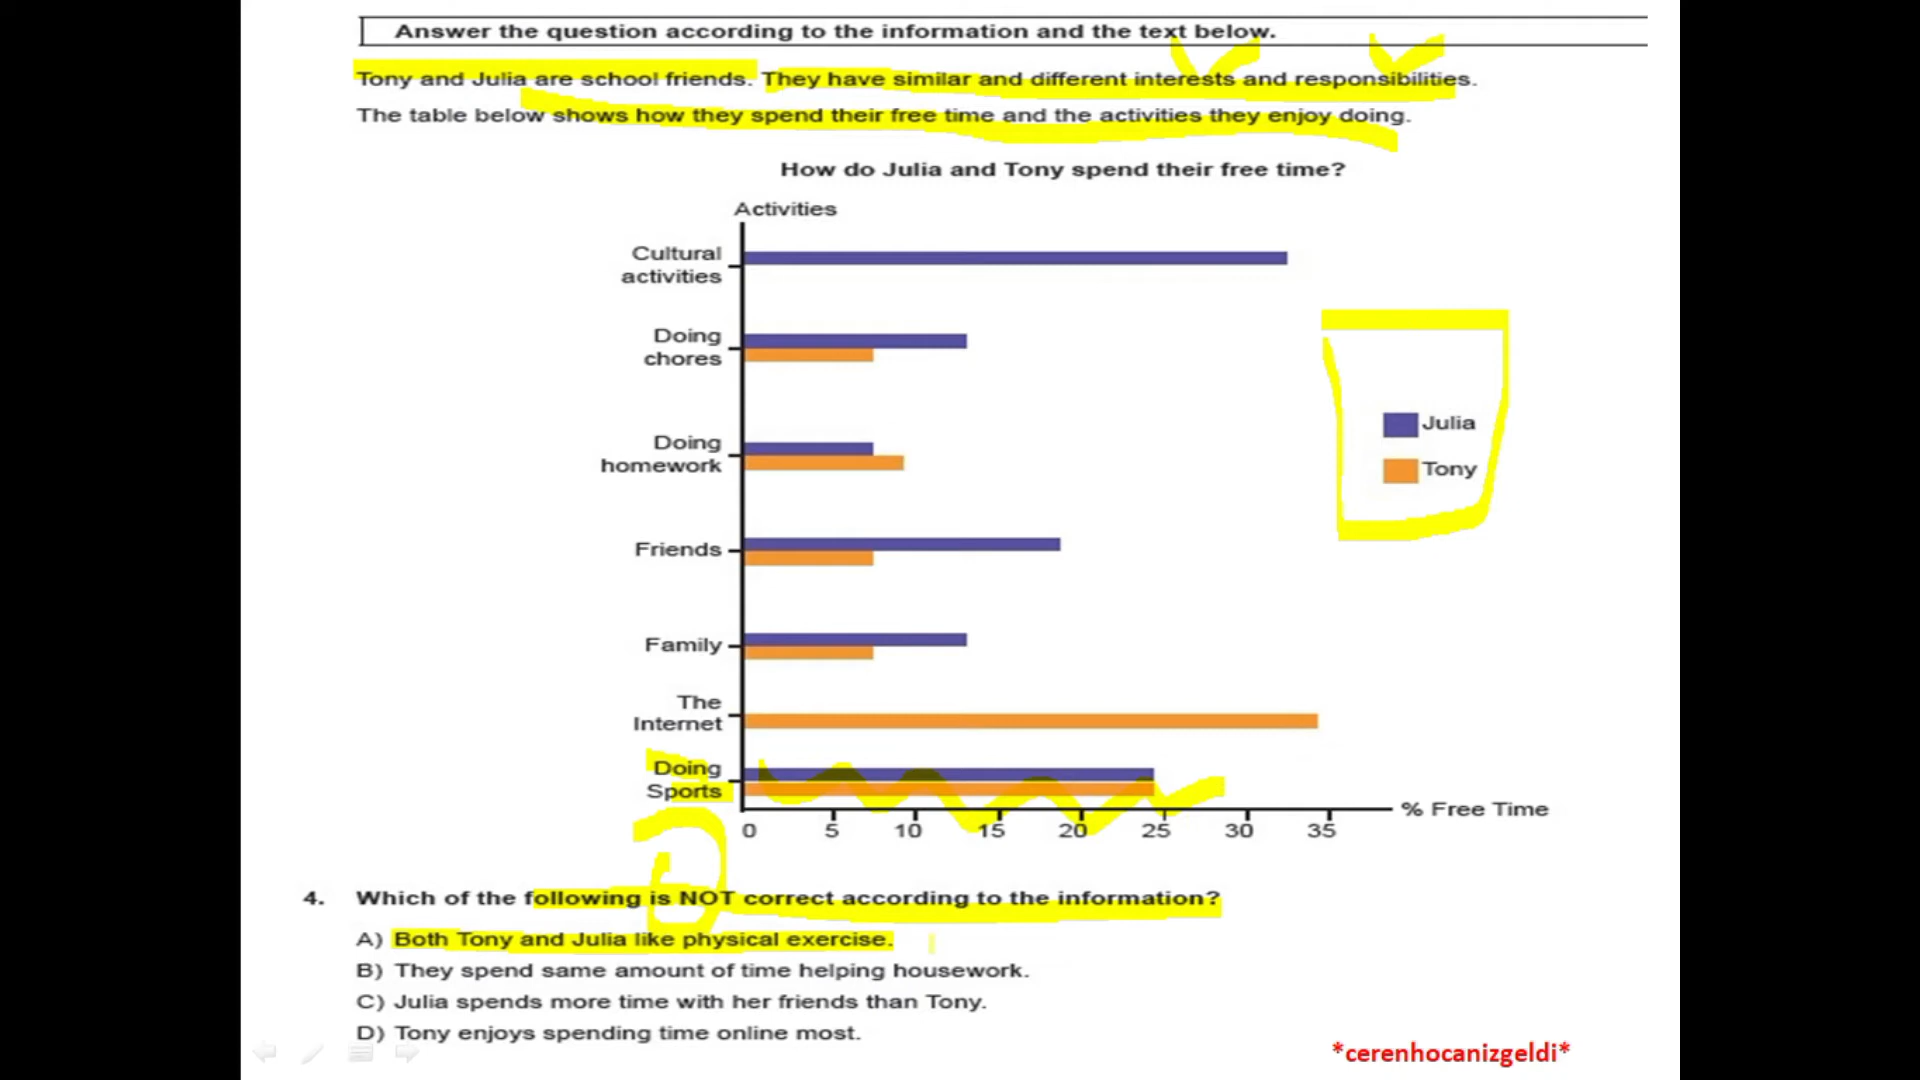 Answer the question according to the information and the text below.
Tony and Julia are school friends. They have similar and different interests and responsibilities.
The table below shows how they spend their free time and the activities they enjoy doing.
How do Julia and Tony spend their free time?
Activities
Cultural
activities
Doing
chores
Doing
homework
Friends
Family
The
Internet
Doing
Sports
Julia
Tony
0 5 10 15 20 25 30 35 % Free Time
4. Which of the following is NOT correct according to the information?
A) Both Tony and Julia like physical exercise.
B) They spend same amount of time helping housework.
C) Julia spends more time with her friends than Tony.
D) Tony enjoys spending time online most.
*cerenhocanizgeldi*